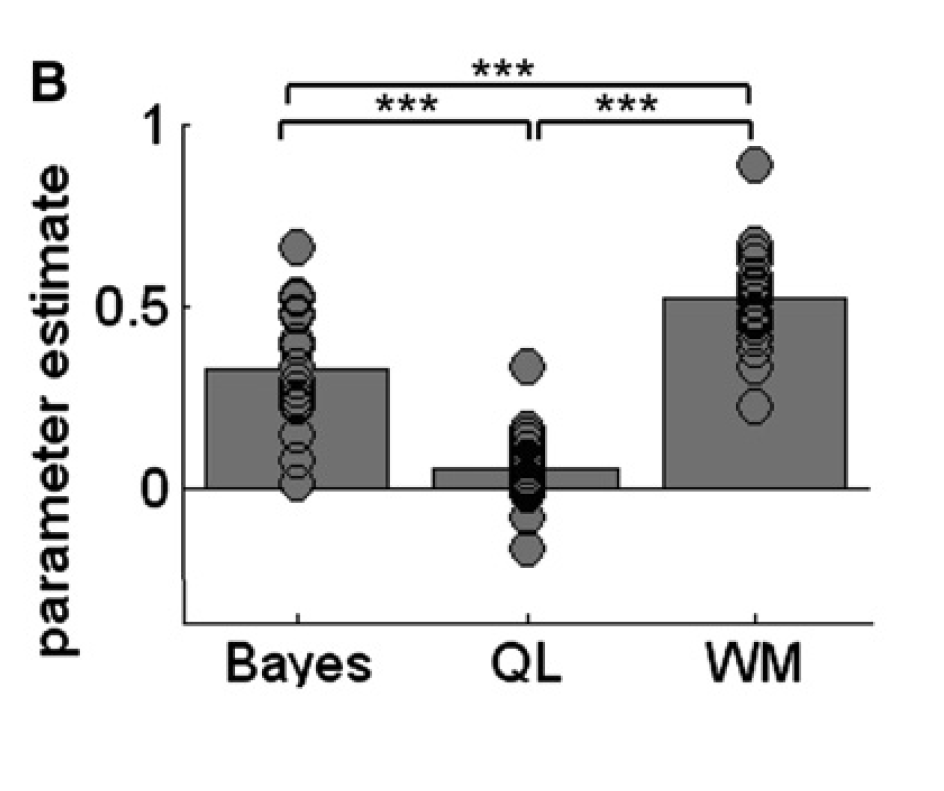 B
***
*** ***
1
0.5
0
parameter estimate
Bayes QL WM